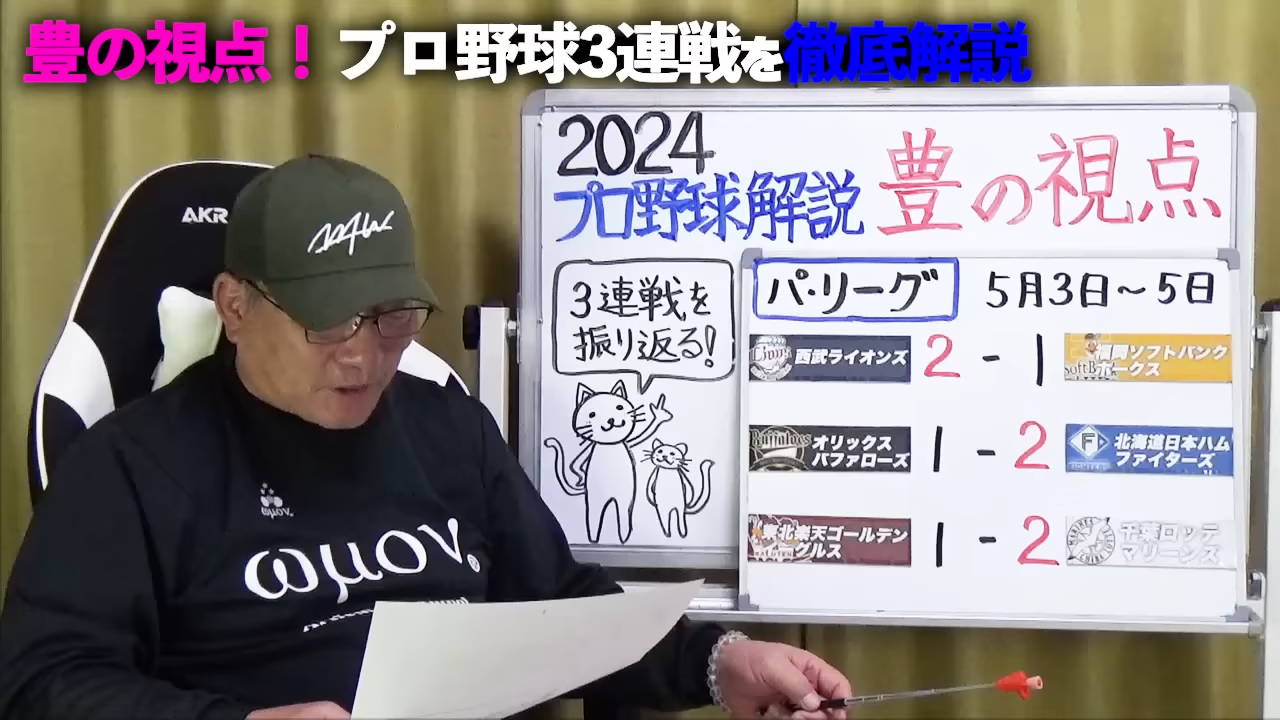 豊の視点！プロ野球3連戦を徹底解説
2024
プロ野球解説 豊の視点
3連戦を
振り返る!
パ・リーグ 5月3日～5日
西武ライオンズ 2 - 1 福岡ソフトバンク
ホークス
Buffaloes オリックス
バファローズ 1 - 2 F 北海道日本ハム
ファイターズ
東北楽天ゴールデン
グルス 1 - 2 千葉ロッテ
マリーンズ
AKR
ωμον
ωμον